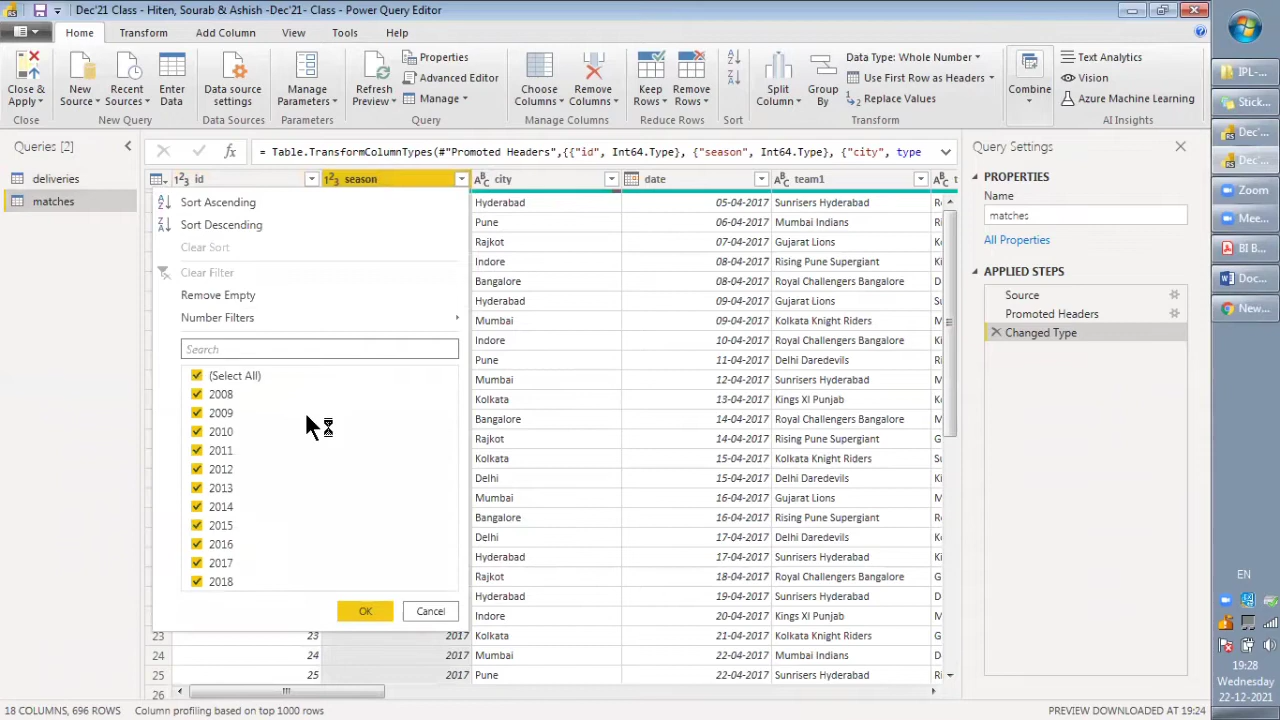 Dec'21 Class - Hiten, Sourab & Ashish -Dec'21- Class - Power Query Editor
Home
Transform
Add Column
View
Tools
Help
Close & Apply
New Source
Recent Sources
Enter Data
Data source settings
Manage Parameters
Refresh Preview
Properties
Advanced Editor
Manage
Choose Columns
Remove Columns
Keep Rows
Remove Rows
Split Column
Group By
Data Type: Whole Number
Use First Row as Headers
Replace Values
Combine
Text Analytics
Vision
Azure Machine Learning
Close
New Query
Data Sources
Parameters
Query
Manage Columns
Reduce Rows
Sort
Transform
AI Insights
Queries [2]
deliveries
matches
= Table.TransformColumnTypes(#"Promoted Headers",{{"id", Int64.Type}, {"season", Int64.Type}, {"city", type
id
season
city
date
team1
t
Sort Ascending
Sort Descending
Clear Sort
Clear Filter
Remove Empty
Number Filters
Search
(Select All)
2008
2009
2010
2011
2012
2013
2014
2015
2016
2017
2018
OK
Cancel
Hyderabad 05-04-2017 Sunrisers Hyderabad
Pune 06-04-2017 Mumbai Indians
Rajkot 07-04-2017 Gujarat Lions
Indore 08-04-2017 Rising Pune Supergiant
Bangalore 08-04-2017 Royal Challengers Bangalore
Hyderabad 09-04-2017 Gujarat Lions
Mumbai 09-04-2017 Kolkata Knight Riders
Indore 10-04-2017 Royal Challengers Bangalore
Pune 11-04-2017 Delhi Daredevils
Mumbai 12-04-2017 Sunrisers Hyderabad
Kolkata 13-04-2017 Kings XI Punjab
Bangalore 14-04-2017 Royal Challengers Bangalore
Rajkot 14-04-2017 Rising Pune Supergiant
Kolkata 15-04-2017 Kolkata Knight Riders
Delhi 15-04-2017 Delhi Daredevils
Mumbai 16-04-2017 Gujarat Lions
Bangalore 16-04-2017 Rising Pune Supergiant
Delhi 17-04-2017 Delhi Daredevils
Hyderabad 17-04-2017 Sunrisers Hyderabad
Rajkot 18-04-2017 Royal Challengers Bangalore
Hyderabad 19-04-2017 Sunrisers Hyderabad
Indore 20-04-2017 Kings XI Punjab
23 23 2017 Kolkata 21-04-2017 Kolkata Knight Riders
24 24 2017 Mumbai 22-04-2017 Mumbai Indians
25 25 2017 Pune 22-04-2017 Sunrisers Hyderabad
26
Query Settings
PROPERTIES
Name
matches
All Properties
APPLIED STEPS
Source
Promoted Headers
Changed Type
18 COLUMNS, 696 ROWS
Column profiling based on top 1000 rows
PREVIEW DOWNLOADED AT 19:24
IPL-...
Stick...
Dec'...
Dec'...
Zoom
Mee...
BI B...
Doc...
New...
EN
19:28
Wednesday
22-12-2021